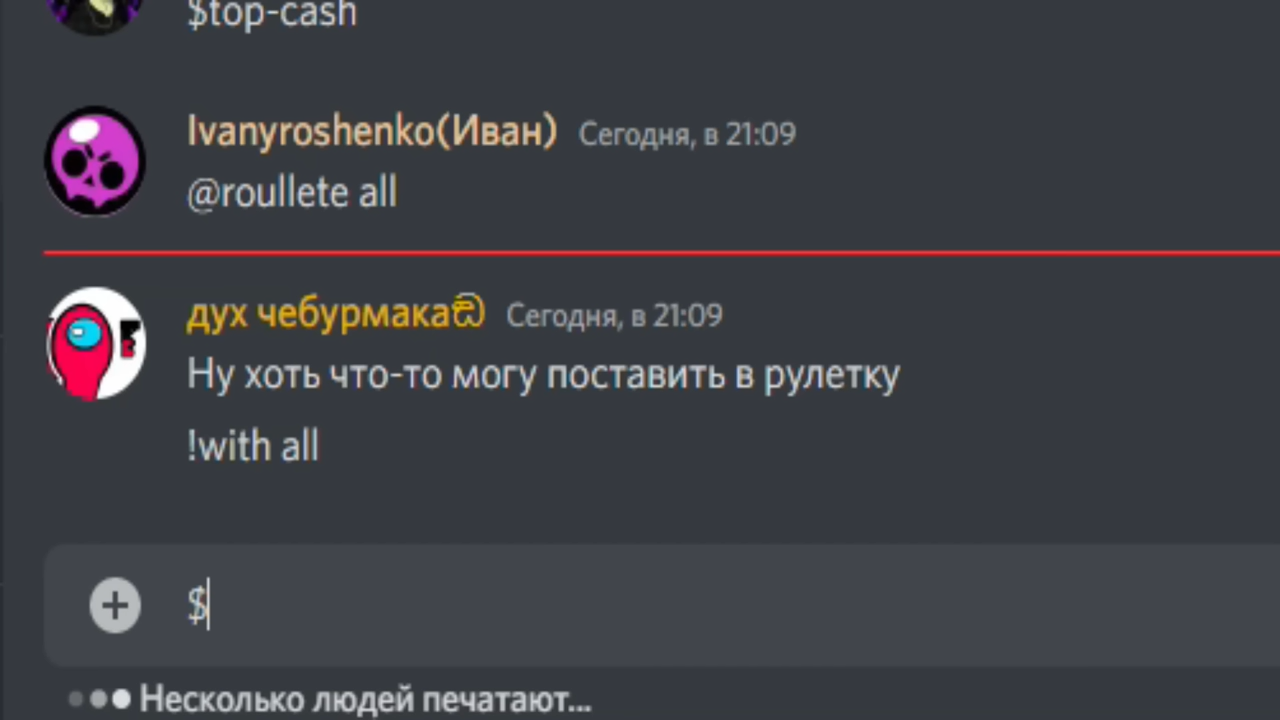 $top-cash
Ivanyroshenko(Иван) Сегодня, в 21:09
@roullete all
дух чебурмака Сегодня, в 21:09
Ну хоть что-то могу поставить в рулетку
!with all
$
Несколько людей печатают...